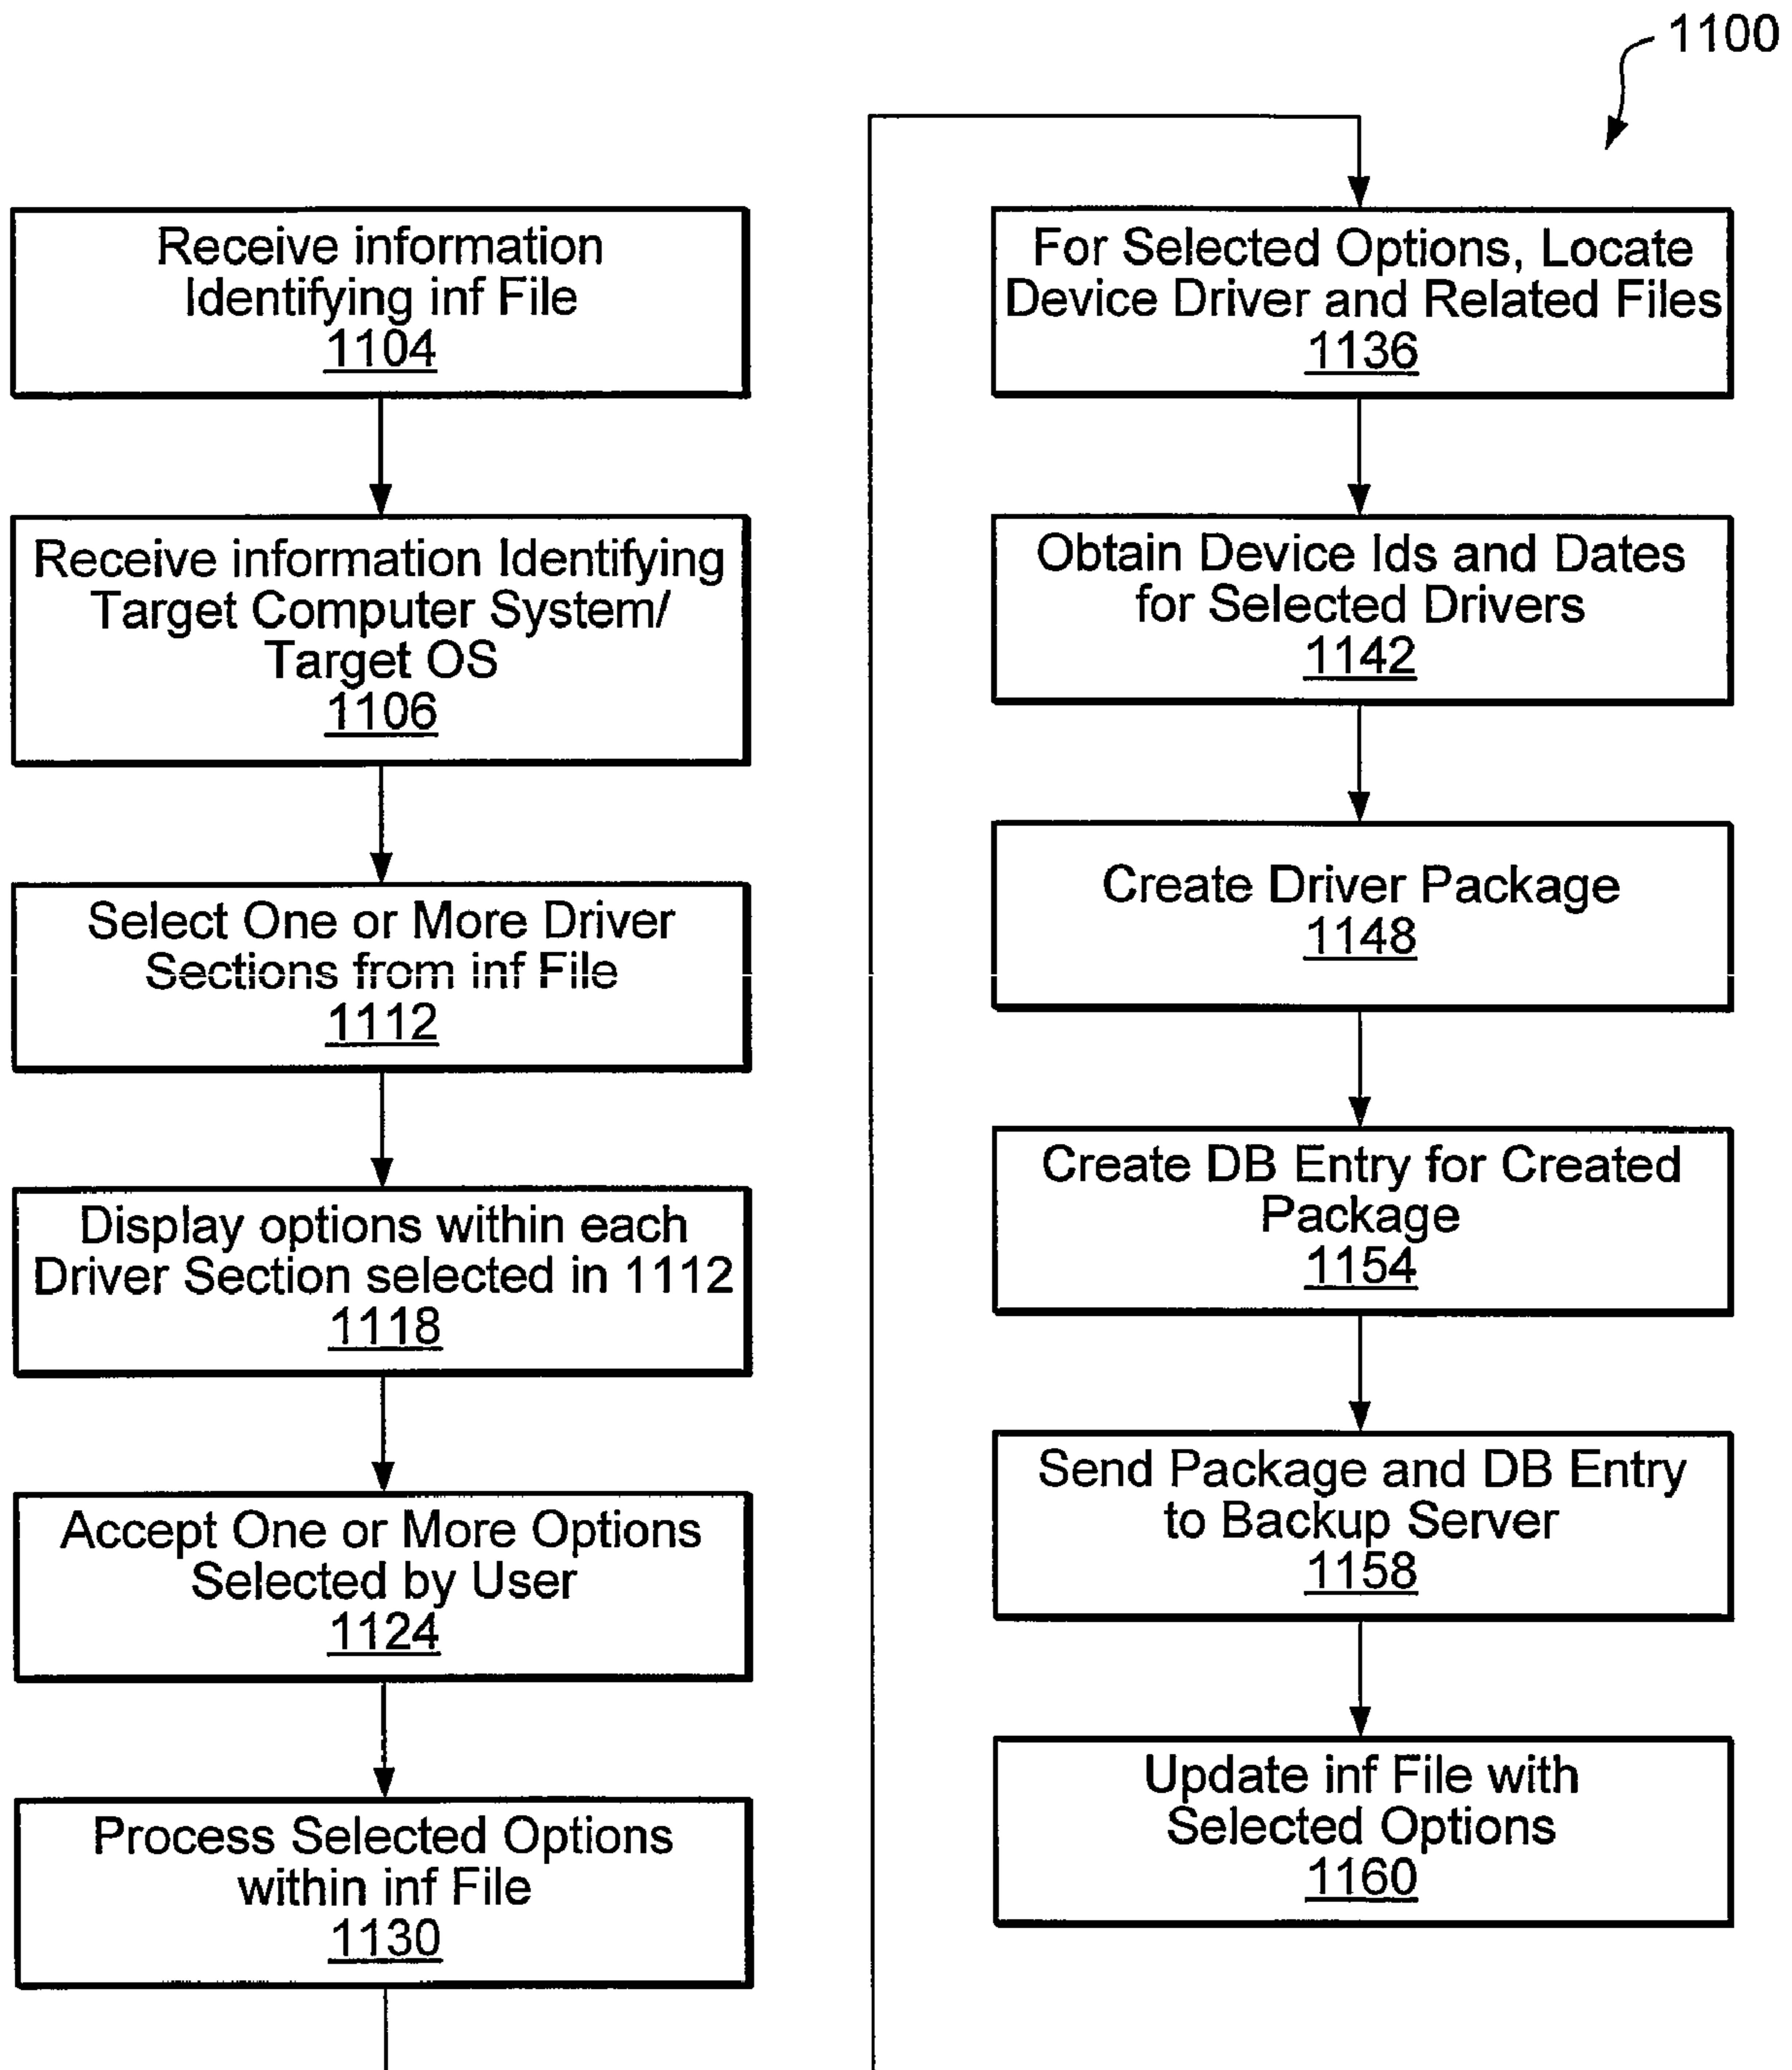 1100
Receive information
Identifying inf File
1104
Receive information Identifying
Target Computer System/
Target OS
1106
Select One or More Driver
Sections from inf File
1112
Display options within each
Driver Section selected in 1112
1118
Accept One or More Options
Selected by User
1124
Process Selected Options
within inf File
1130
For Selected Options, Locate
Device Driver and Related Files
1136
Obtain Device Ids and Dates
for Selected Drivers
1142
Create Driver Package
1148
Create DB Entry for Created
Package
1154
Send Package and DB Entry
to Backup Server
1158
Update inf File with
Selected Options
1160